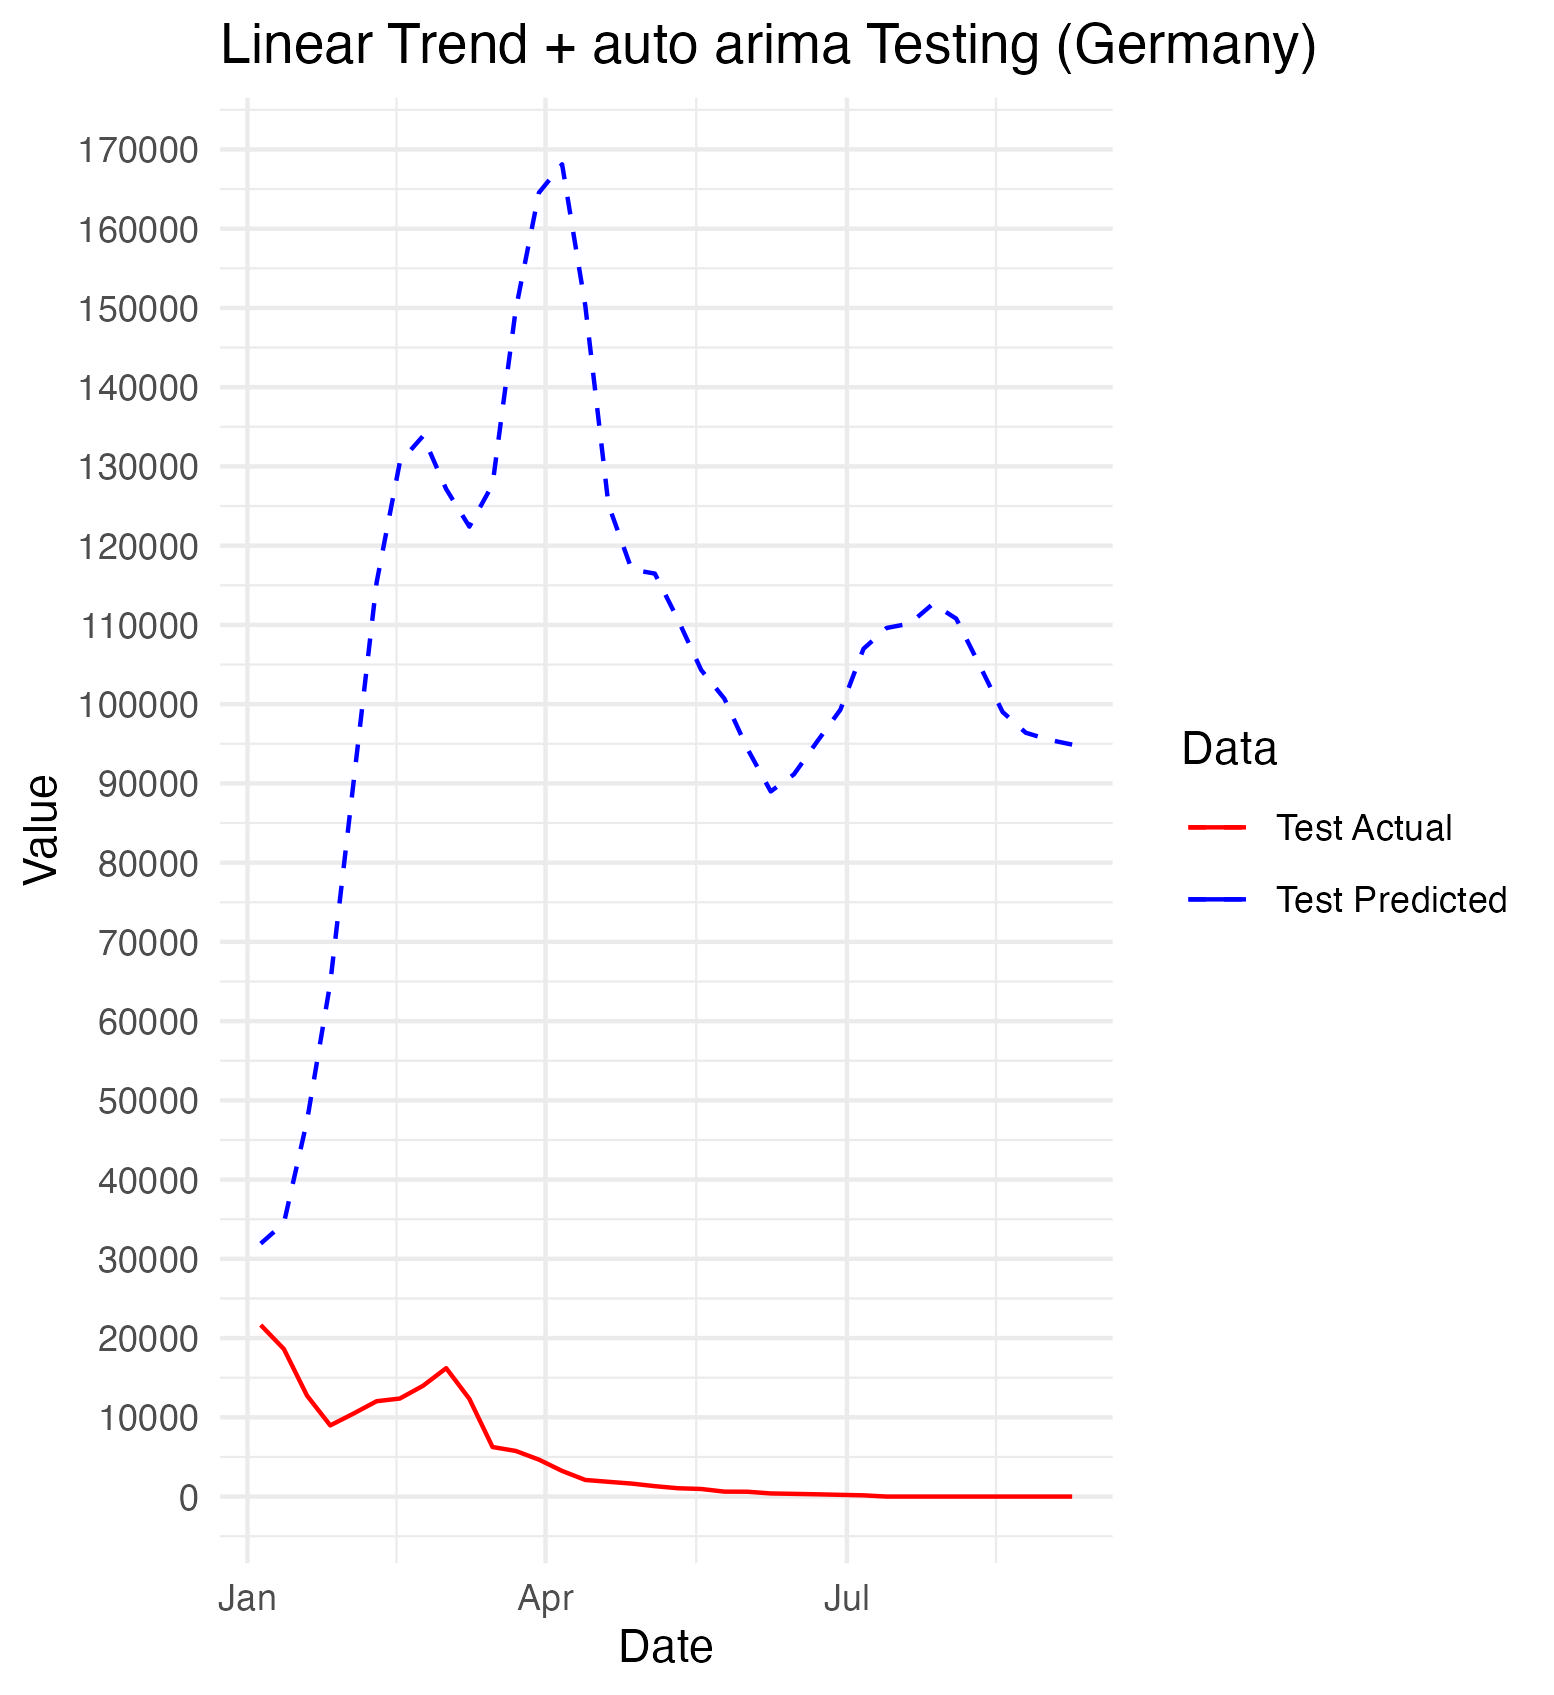 Linear Trend + auto arima Testing (Germany)
170000
160000
150000
140000
130000
120000
110000
100000
90000
80000
70000
60000
50000
40000
30000
20000
10000
0
Value
Jan Apr Jul
Date
Data
Test Actual
Test Predicted